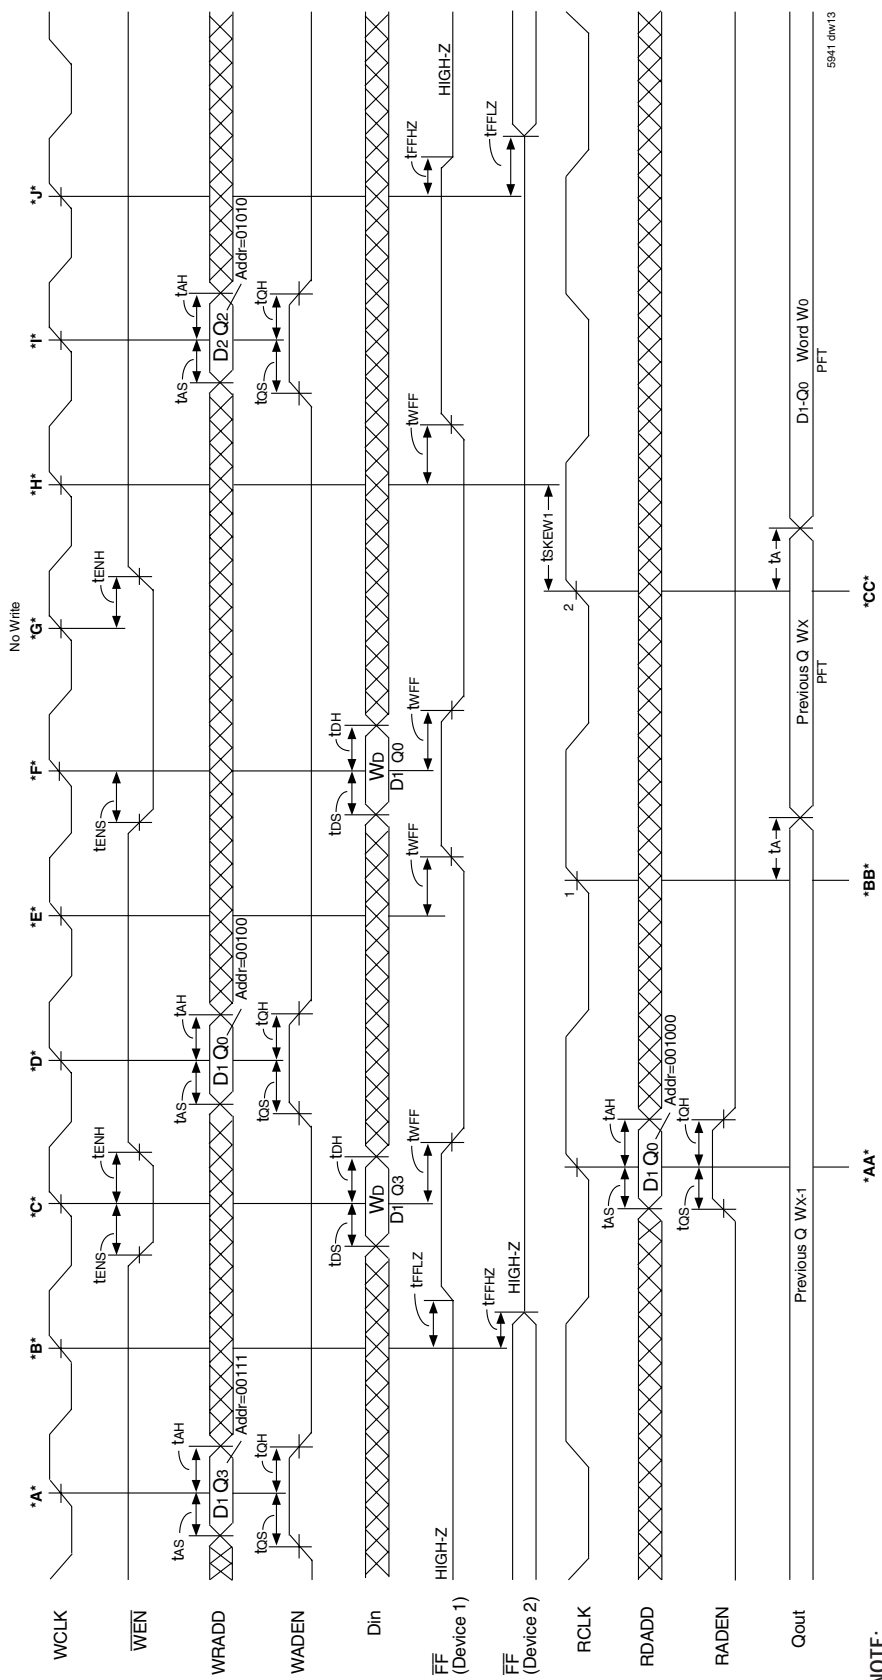 No Write
*A*
*B*
*C*
*D*
*E*
*F*
*G*
*H*
*I*
*J*
WCLK
tENS
tENH
tENS
tENH
WEN
tAS
tAH
tAS
tAH
tAS
tAH
WRADD
D1 Q3
Addr=00111
D1 Q0
Addr=00100
D2 Q2
Addr=01010
tQS
tQH
tQS
tQH
tQS
tQH
WADEN
tDS
tDH
tDS
tDH
Din
WD
D1 Q3
WD
D1 Q0
tFFLZ
tWFF
tWFF
tWFF
tWFF
tFFHZ
FF
(Device 1)
HIGH-Z
HIGH-Z
tFFHZ
tFFLZ
FF
(Device 2)
HIGH-Z
tSKEW1
RCLK
1
2
tAS
tAH
RDADD
D1 Q0
Addr=001000
tQS
tQH
RADEN
tA
tA
Qout
Previous Q WX-1
Previous Q WX
PFT
D1-Q0 Word W0
PFT
5941 drw13
*AA*
*BB*
*CC*
NOTE: